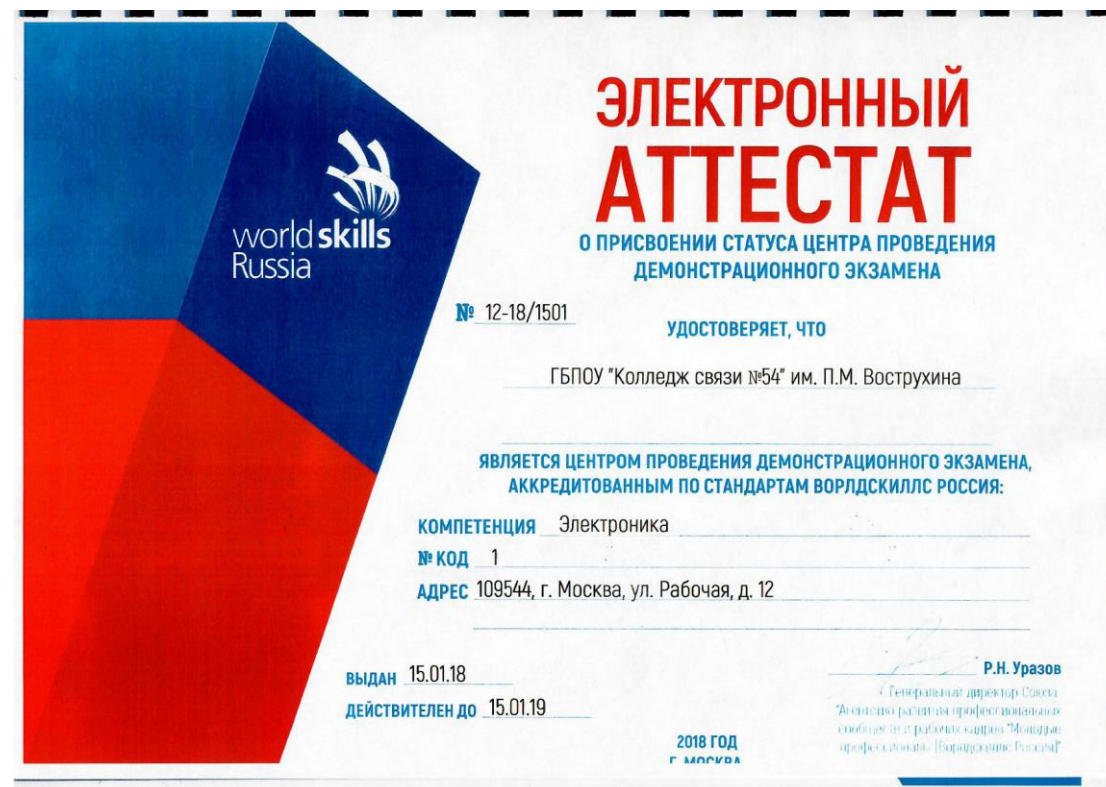 world skills
Russia
ЭЛЕКТРОННЫЙ
АТТЕСТАТ
О ПРИСВОЕНИИ СТАТУСА ЦЕНТРА ПРОВЕДЕНИЯ
ДЕМОНСТРАЦИОННОГО ЭКЗАМЕНА
№ 12-18/1501
УДОСТОВЕРЯЕТ, ЧТО
ГБПОУ "Колледж связи №54" им. П.М. Вострухина
ЯВЛЯЕТСЯ ЦЕНТРОМ ПРОВЕДЕНИЯ ДЕМОНСТРАЦИОННОГО ЭКЗАМЕНА,
АККРЕДИТОВАННЫМ ПО СТАНДАРТАМ ВОРЛДСКИЛЛС РОССИЯ:
КОМПЕТЕНЦИЯ Электроника
№ КОД 1
АДРЕС 109544, г. Москва, ул. Рабочая, д. 12
ВЫДАН 15.01.18
ДЕЙСТВИТЕЛЕН ДО 15.01.19
Р.Н. Уразов
Генеральный директор Союза
"Агентство развития профессиональных
сообществ и рабочих кадров "Молодые
профессионалы (Ворлдскиллс Россия)"
2018 ГОД
Г. МОСКВА